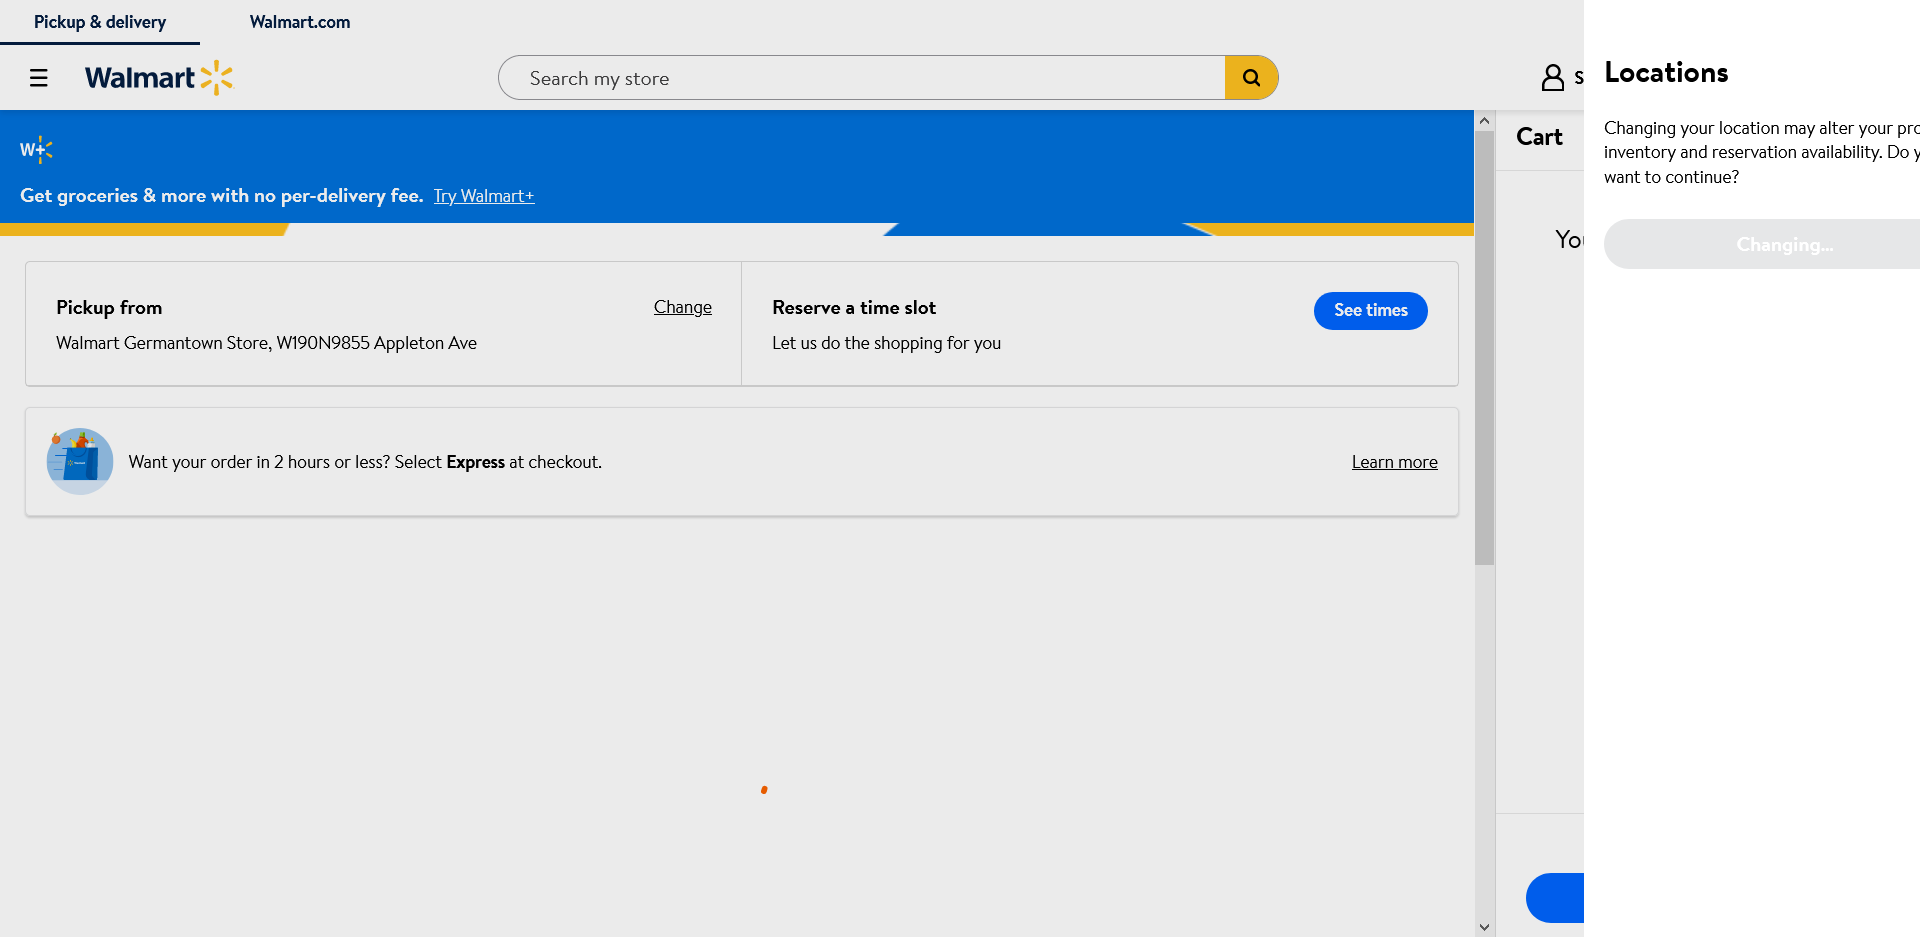 Pickup & delivery
Walmart.com
Walmart
Search my store
S
W+
Get groceries & more with no per-delivery fee. Try Walmart+
Pickup from
Change
Walmart Germantown Store, W190N9855 Appleton Ave
Reserve a time slot
See times
Let us do the shopping for you
Want your order in 2 hours or less? Select Express at checkout.
Learn more
Cart
You
Locations
Changing your location may alter your pro
inventory and reservation availability. Do y
want to continue?
Changing...